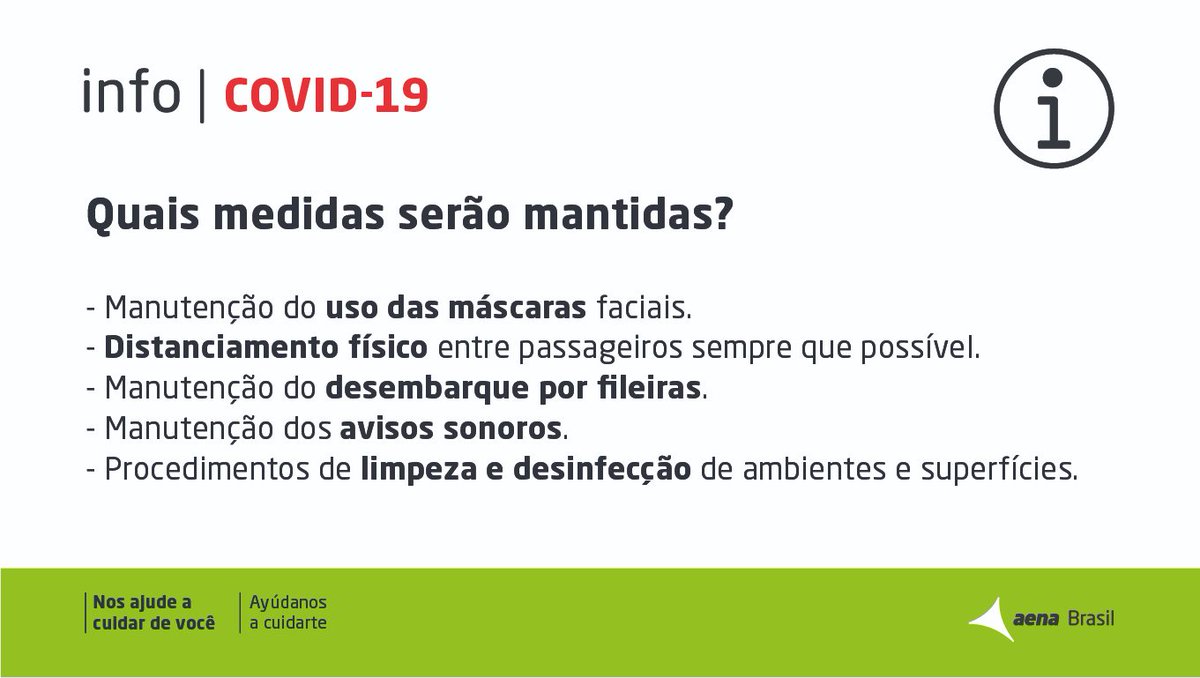 info | COVID-19
i
Quais medidas serão mantidas?
- Manutenção do uso das máscaras faciais.
- Distanciamento físico entre passageiros sempre que possível.
- Manutenção do desembarque por fileiras.
- Manutenção dos avisos sonoros.
- Procedimentos de limpeza e desinfecção de ambientes e superfícies.
Nos ajude a
cuidar de você
Ayúdanos
a cuidarte
aena Brasil